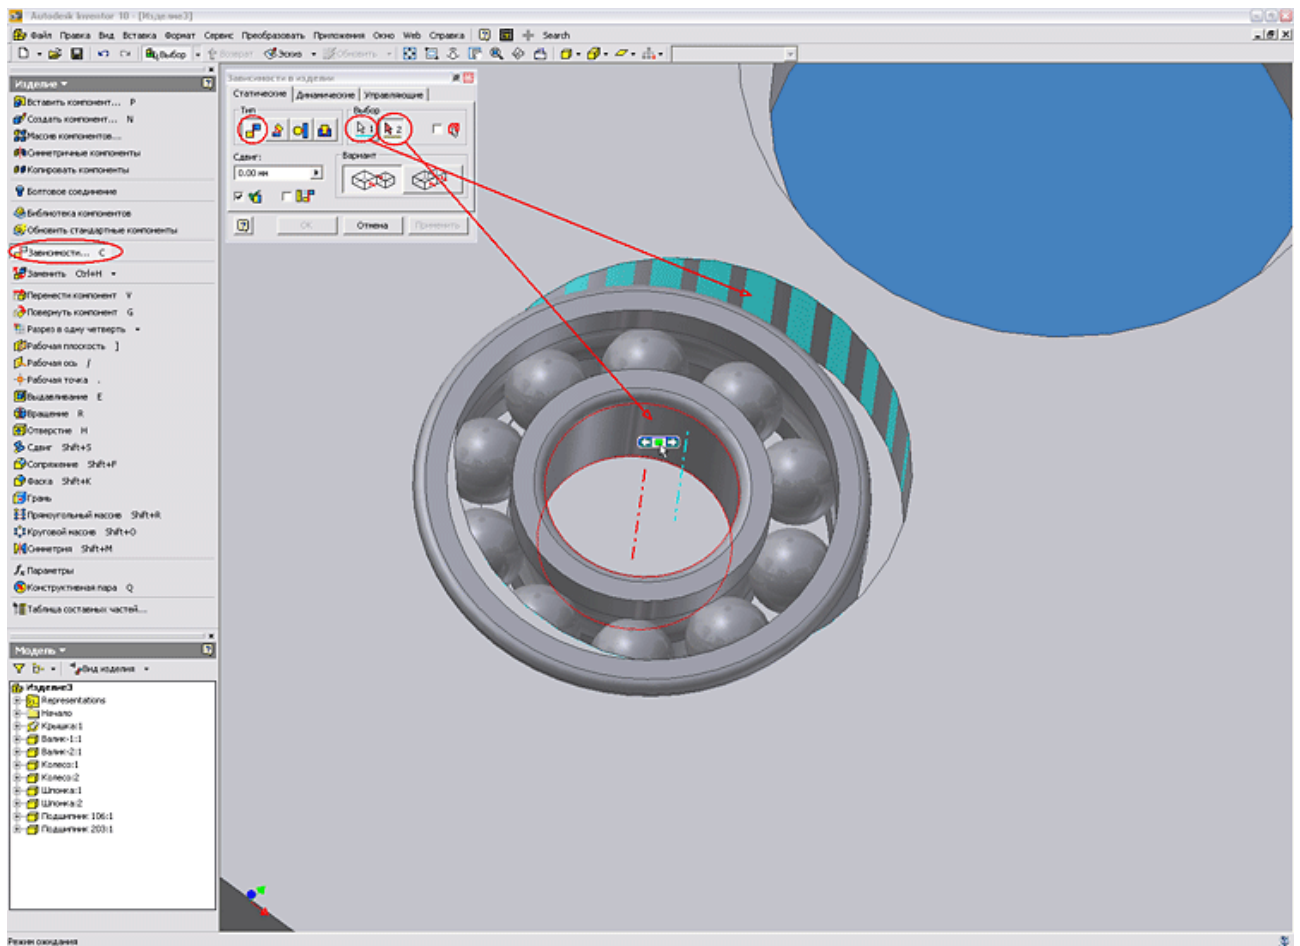 Autodesk Inventor 10 - [Изделие3]
Файл Правка Вид Вставка Формат Сервис Преобразовать Приложения Окно Web Справка Search
Выбор Возврат Эскиз Обновить
Изделие
Вставить компонент... P
Создать компонент... N
Массив компонентов...
Симметричные компоненты
Копировать компоненты
Болтовое соединение
Библиотека компонентов
Обновить стандартные компоненты
Зависимости... C
Заменить Ctrl+H
Перенести компонент V
Повернуть компонент G
Разрез в одну четверть
Рабочая плоскость ]
Рабочая ось /
Рабочая точка .
Выдавливание E
Вращение R
Отверстие H
Сдвиг Shift+S
Сопряжение Shift+F
Фаска Shift+K
Грань
Прямоугольный массив Shift+R
Круговой массив Shift+O
Симметрия Shift+M
Параметры
Конструктивная пара Q
Таблица составных частей...
Модель
Вид изделия
Изделие3
Representations
Начало
Крышка:1
Валик-1:1
Валик-2:1
Колесо:1
Колесо:2
Шпонка:1
Шпонка:2
Подшипник 106:1
Подшипник 203:1
Зависимости в изделии
Статические Динамические Управляющие
Тип Выбор
1 2
Сдвиг: Вариант
0.00 мм
OK Отмена Применить
Режим ожидания